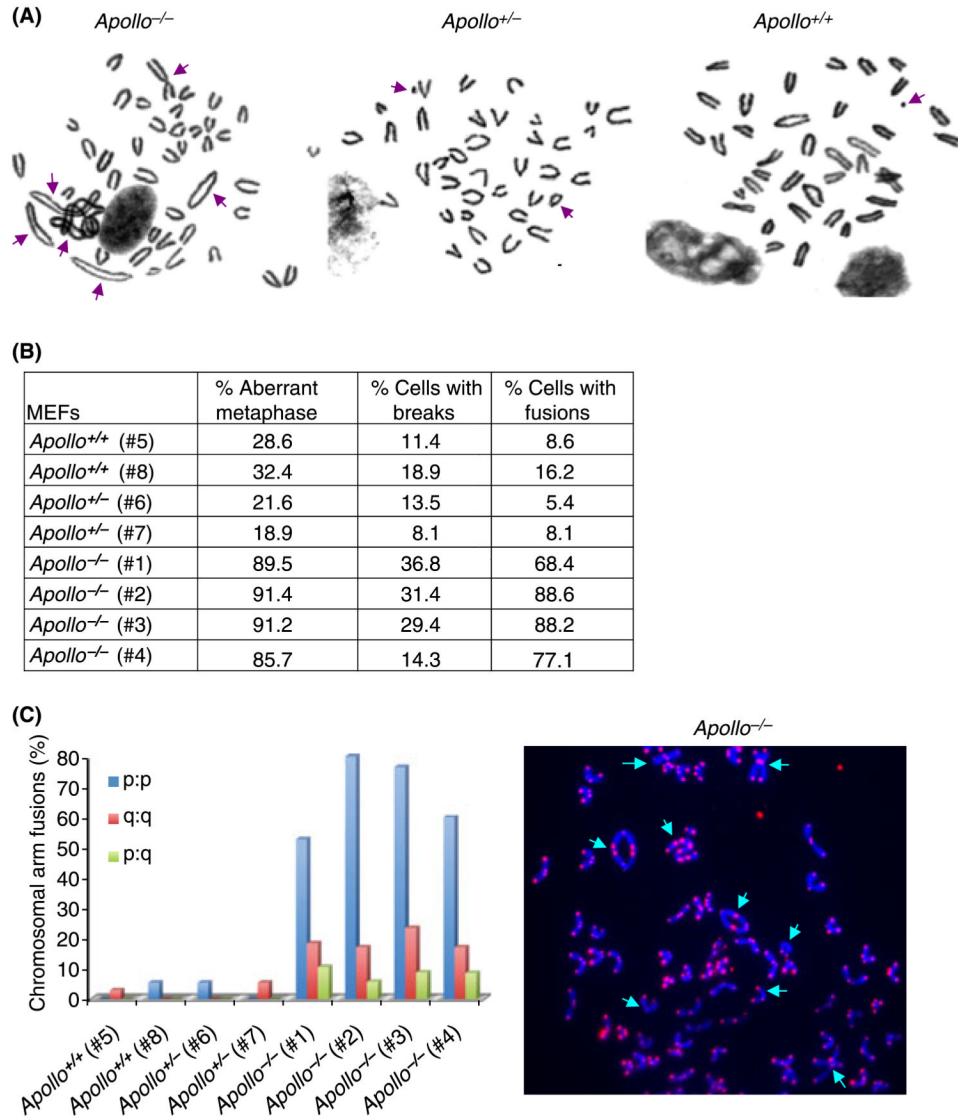 (A)
Apollo–/–
Apollo+/–
Apollo+/+
(B)
MEFs
% Aberrant metaphase
% Cells with breaks
% Cells with fusions
Apollo+/+ (#5) 28.6 11.4 8.6
Apollo+/+ (#8) 32.4 18.9 16.2
Apollo+/– (#6) 21.6 13.5 5.4
Apollo+/– (#7) 18.9 8.1 8.1
Apollo–/– (#1) 89.5 36.8 68.4
Apollo–/– (#2) 91.4 31.4 88.6
Apollo–/– (#3) 91.2 29.4 88.2
Apollo–/– (#4) 85.7 14.3 77.1
(C)
Chromosomal arm fusions (%)
80
70
60
50
40
30
20
10
0
p:p
q:q
p:q
Apollo+/+ (#5)
Apollo+/+ (#8)
Apollo+/– (#6)
Apollo+/– (#7)
Apollo–/– (#1)
Apollo–/– (#2)
Apollo–/– (#3)
Apollo–/– (#4)
Apollo–/–